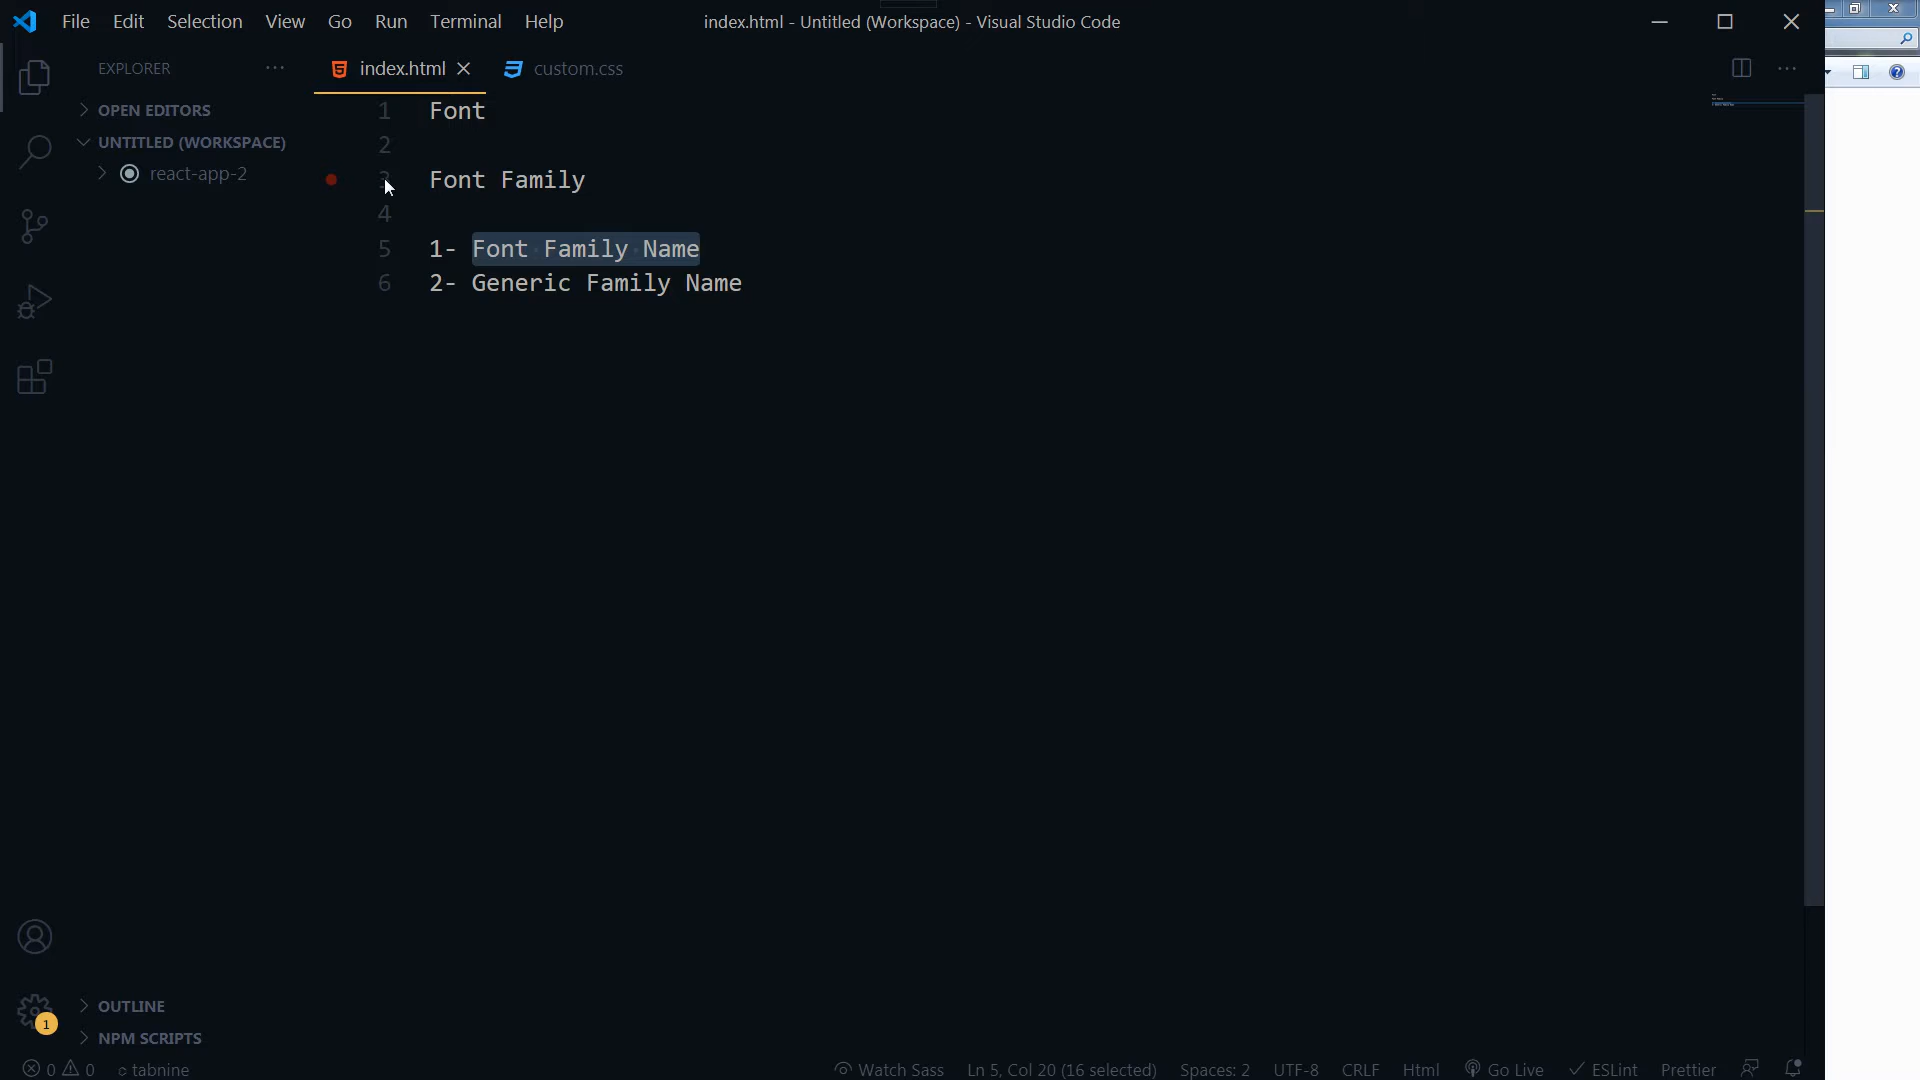 File Edit Selection View Go Run Terminal Help
index.html - Untitled (Workspace) - Visual Studio Code
EXPLORER
index.html
custom.css
OPEN EDITORS
UNTITLED (WORKSPACE)
react-app-2
1 Font
2
3 Font Family
4
5 1- Font Family Name
6 2- Generic Family Name
1
OUTLINE
NPM SCRIPTS
0 0 tabnine Watch Sass Ln 5, Col 20 (16 selected) Spaces: 2 UTF-8 CRLF Html Go Live ESLint Prettier